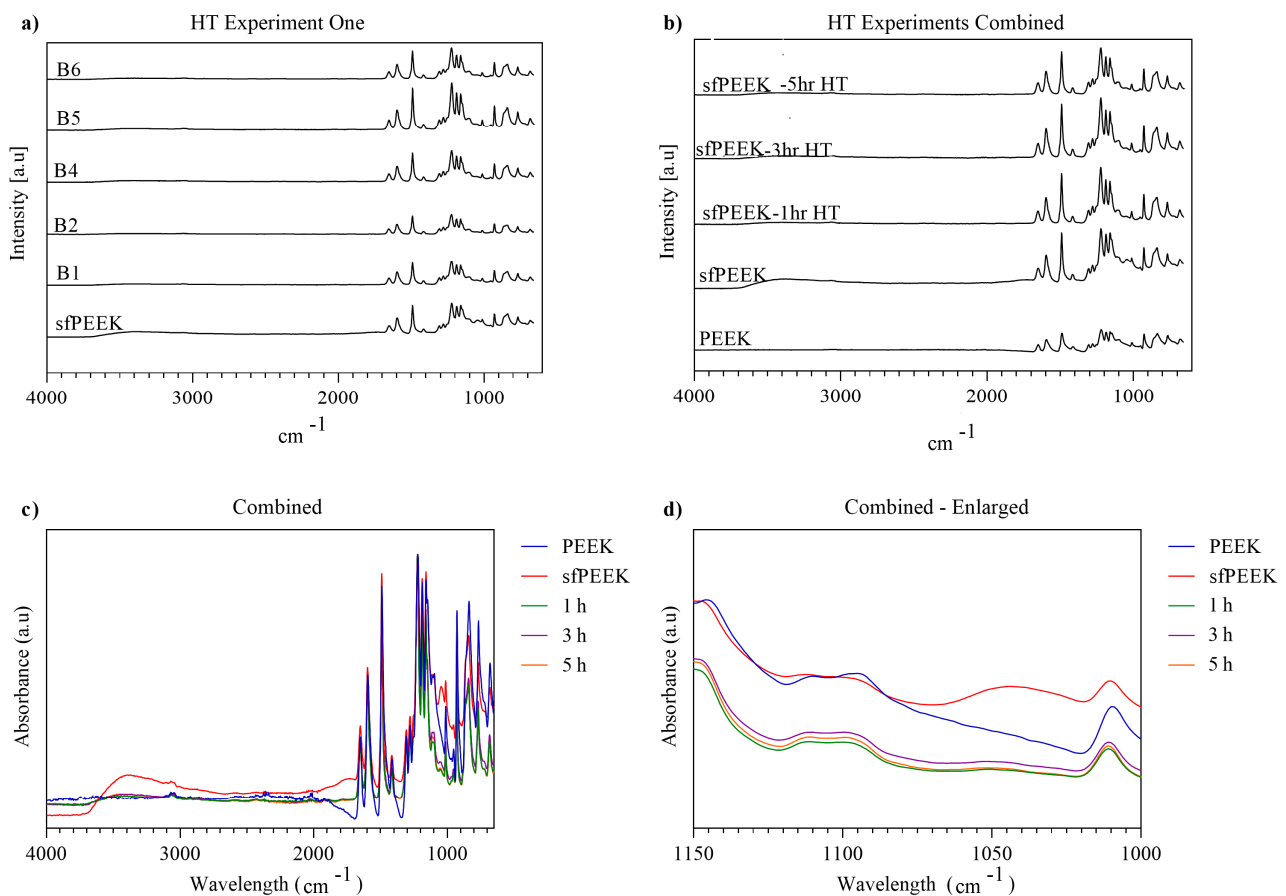 a)
HT Experiment One
B6
B5
B4
B2
B1
sfPEEK
Intensity [a.u]
4000 3000 2000 1000
cm -1
b)
HT Experiments Combined
sfPEEK -5hr HT
sfPEEK-3hr HT
sfPEEK-1hr HT
sfPEEK
PEEK
Intensity [a.u]
4000 3000 2000 1000
cm -1
c)
Combined
PEEK
sfPEEK
1 h
3 h
5 h
Absorbance (a.u)
4000 3000 2000 1000
Wavelength (cm-1)
d)
Combined - Enlarged
PEEK
sfPEEK
1 h
3 h
5 h
Absorbance (a.u)
1150 1100 1050 1000
Wavelength (cm-1)